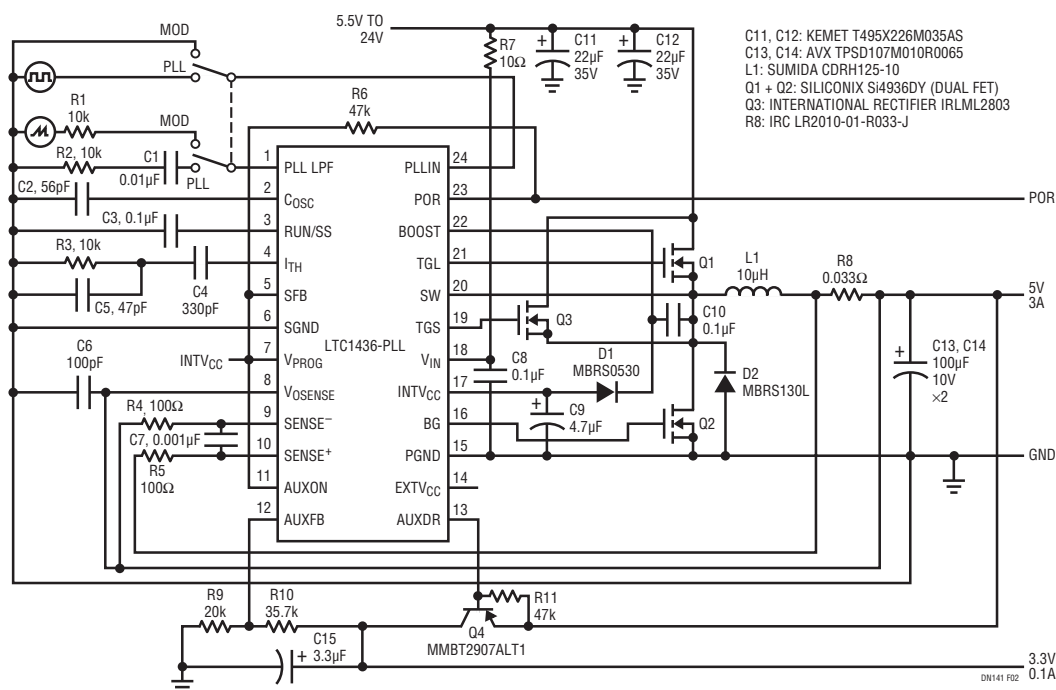 MOD
PLL
R1
10k
MOD
R2, 10k
C1
0.01µF
PLL
C2, 56pF
C3, 0.1µF
R3, 10k
C5, 47pF
C4
330pF
INTVCC
C6
100pF
R4, 100Ω
C7, 0.001µF
R5
100Ω
R6
47k
5.5V TO
24V
R7
10Ω
+
C11
22µF
35V
+
C12
22µF
35V
C11, C12: KEMET T495X226M035AS
C13, C14: AVX TPSD107M010R0065
L1: SUMIDA CDRH125-10
Q1 + Q2: SILICONIX Si4936DY (DUAL FET)
Q3: INTERNATIONAL RECTIFIER IRLML2803
R8: IRC LR2010-01-R033-J
1 PLL LPF
2 COSC
3 RUN/SS
4 ITH
5 SFB
6 SGND
7 VPROG
8 VOSENSE
9 SENSE–
10 SENSE+
11 AUXON
12 AUXFB
LTC1436-PLL
PLLIN 24
POR 23
BOOST 22
TGL 21
SW 20
TGS 19
VIN 18
INTVCC 17
BG 16
PGND 15
EXTVCC 14
AUXDR 13
POR
Q1
L1
10µH
R8
0.033Ω
5V
3A
Q3
C10
0.1µF
C8
0.1µF
D1
MBRS0530
D2
MBRS130L
+
C13, C14
100µF
10V
×2
+
C9
4.7µF
Q2
GND
R9
20k
R10
35.7k
C15
+ 3.3µF
R11
47k
Q4
MMBT2907ALT1
3.3V
0.1A
DN141 F02